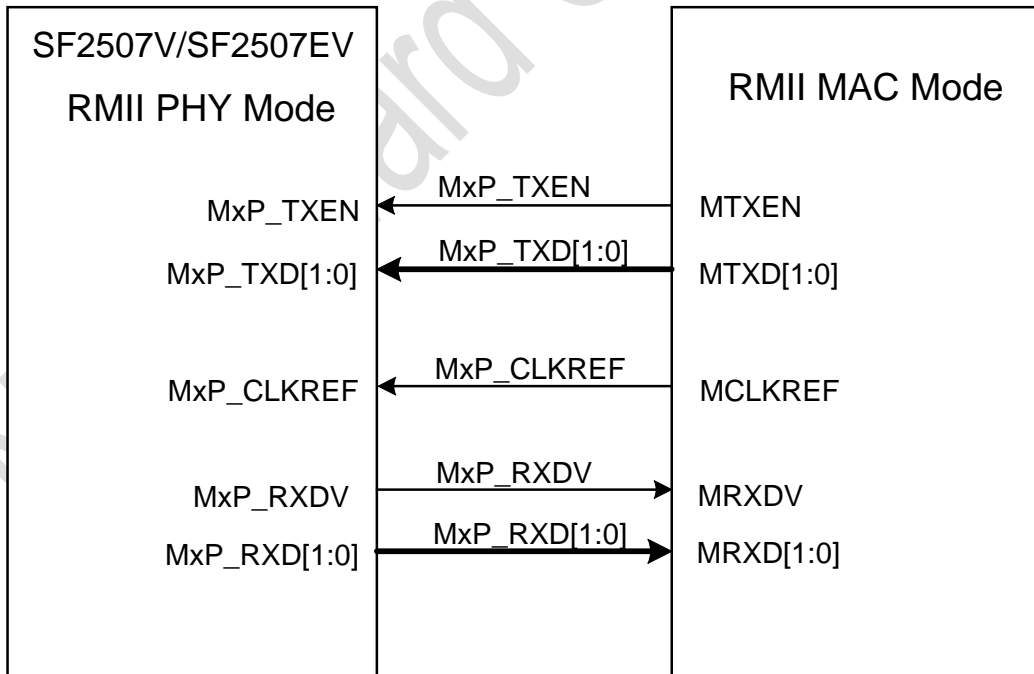 SF2507V/SF2507EV
RMII PHY Mode
RMII MAC Mode
MxP_TXEN
MxP_TXEN
MTXEN
MxP_TXD[1:0]
MxP_TXD[1:0]
MTXD[1:0]
MxP_CLKREF
MxP_CLKREF
MCLKREF
MxP_RXDV
MxP_RXDV
MRXDV
MxP_RXD[1:0]
MxP_RXD[1:0]
MRXD[1:0]